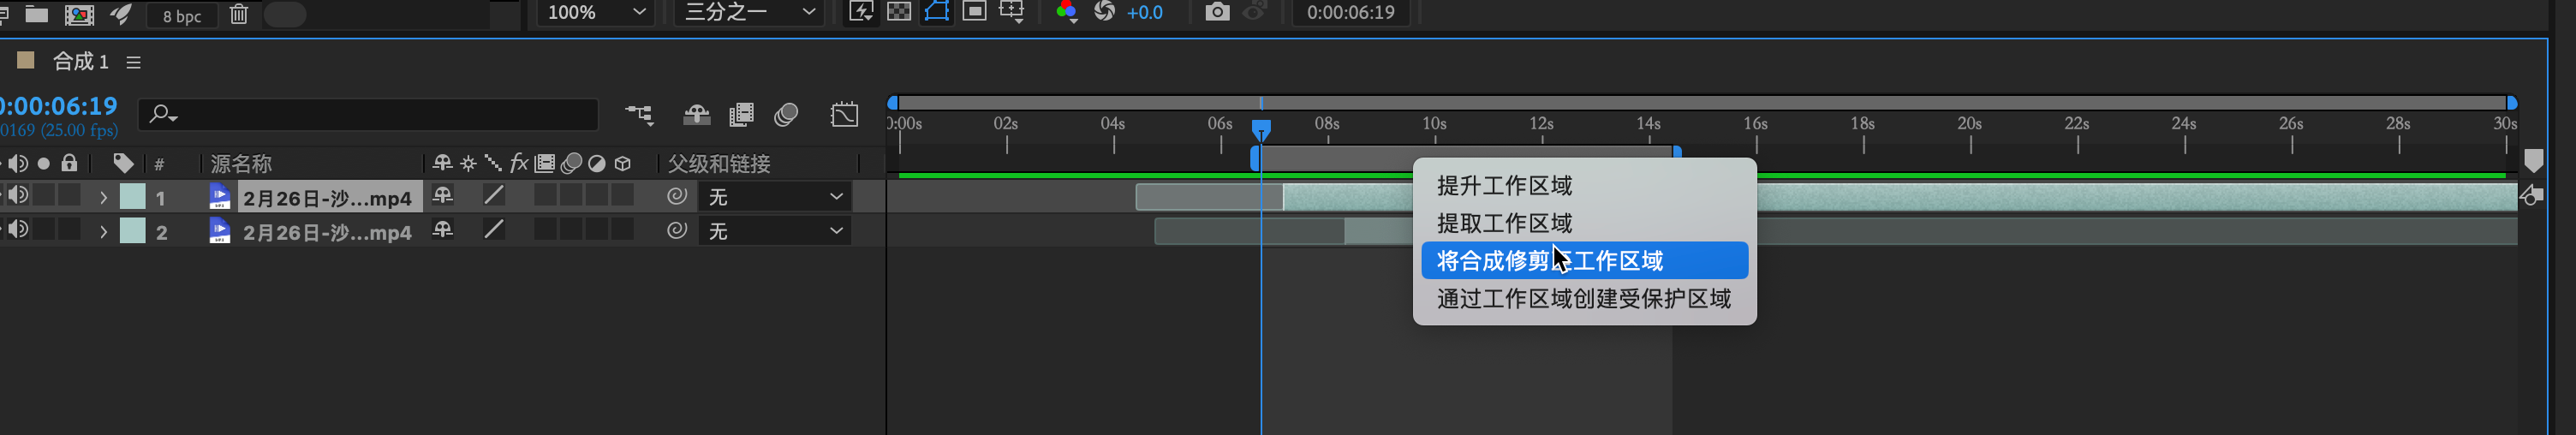 8 bpc
100%
三分之一
+0.0
0:00:06:19
合成 1
0:00:06:19
0169 (25.00 fps)
0:00s 02s 04s 06s 08s 10s 12s 14s 16s 18s 20s 22s 24s 26s 28s 30s
# 源名称 fx 父级和链接
1 2月26日-沙...mp4 无
2 2月26日-沙...mp4 无
提升工作区域
提取工作区域
将合成修剪至工作区域
通过工作区域创建受保护区域